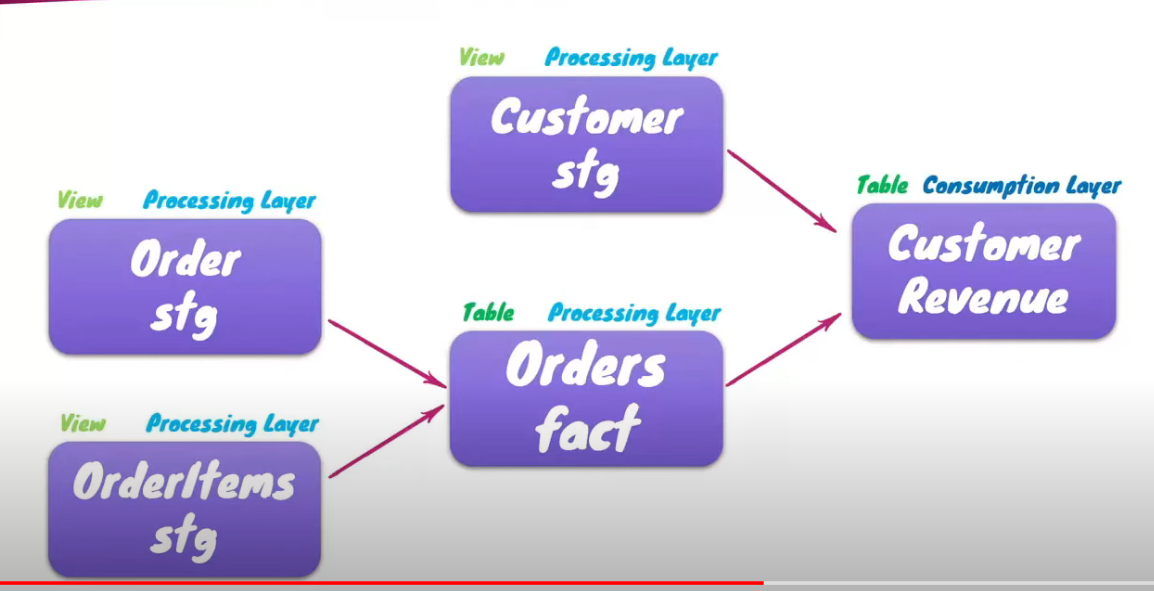 View Processing Layer
Customer
stg
View Processing Layer
Order
stg
Table Consumption Layer
Customer
Revenue
Table Processing Layer
Orders
fact
View Processing Layer
OrderItems
stg